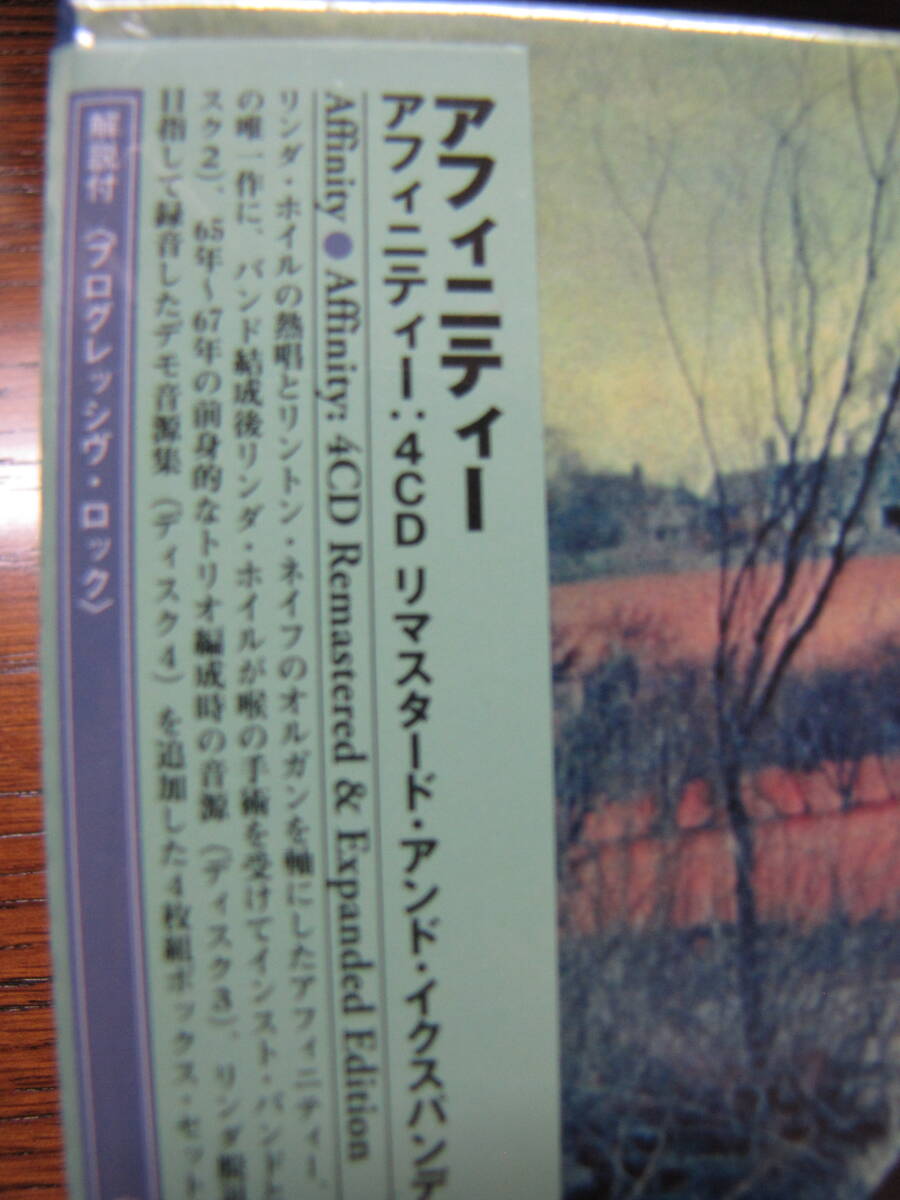 アフィニティー
アフィニティー：4CD リマスタード・アンド・イクスパンデ
Affinity●Affinity: 4CD Remastered & Expanded Edition
リンダ・ホイルの熱唱とリントン・ネイフのオルガンを軸にしたアフィニティー、
の唯一作に、バンド結成後リンダ・ホイルが喉の手術を受けてインスト・バンドと
スク2）、65年〜67年の前身的なトリオ編成時の音源（ディスク3）、リンダ脱
目指して録音したデモ音源集（ディスク4）を追加した4枚組ボックス・セット
解説付〈プログレッシヴ・ロック〉